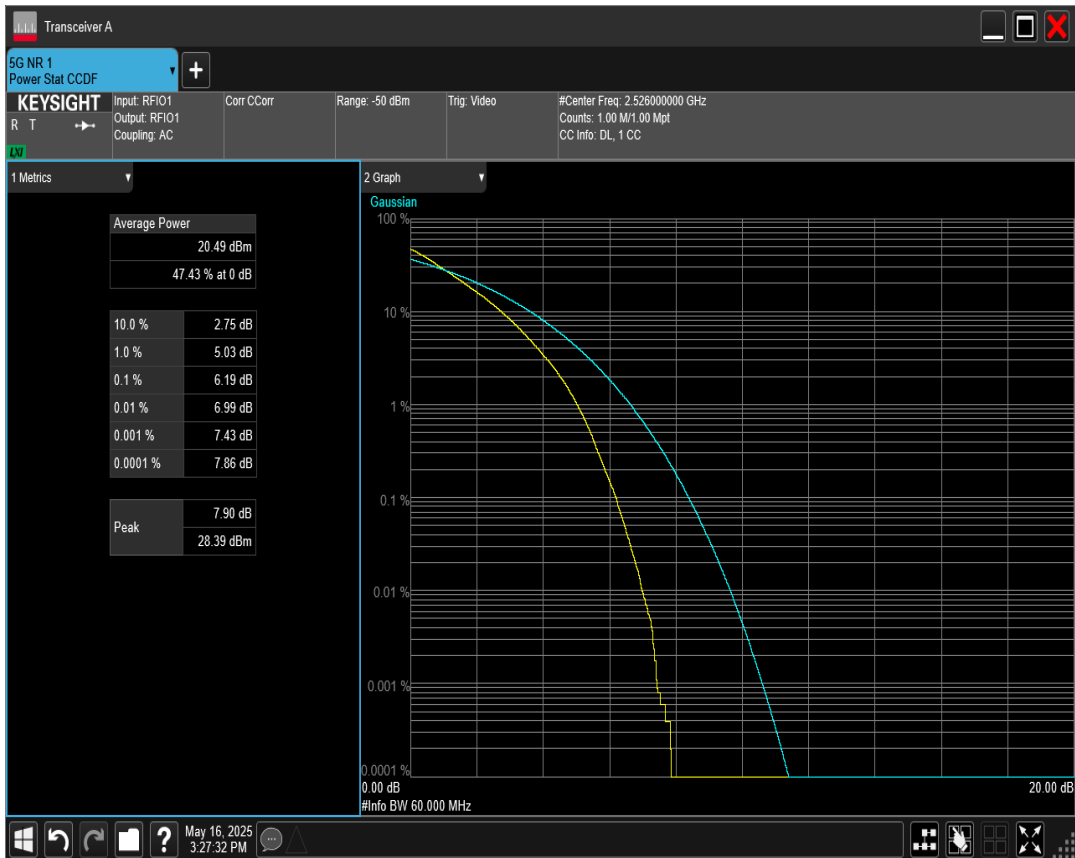 Transceiver A
5G NR 1
Power Stat CCDF
+
KEYSIGHT
R T
LXI
Input: RFIO1
Output: RFIO1
Coupling: AC
Corr CCorr
Range: -50 dBm
Trig: Video
#Center Freq: 2.526000000 GHz
Counts: 1.00 M/1.00 Mpt
CC Info: DL, 1 CC
1 Metrics
Average Power
20.49 dBm
47.43 % at 0 dB
10.0 % 2.75 dB
1.0 % 5.03 dB
0.1 % 6.19 dB
0.01 % 6.99 dB
0.001 % 7.43 dB
0.0001 % 7.86 dB
Peak
7.90 dB
28.39 dBm
2 Graph
Gaussian
100 %
10 %
1 %
0.1 %
0.01 %
0.001 %
0.0001 %
0.00 dB 20.00 dB
#Info BW 60.000 MHz
?
May 16, 2025
3:27:32 PM